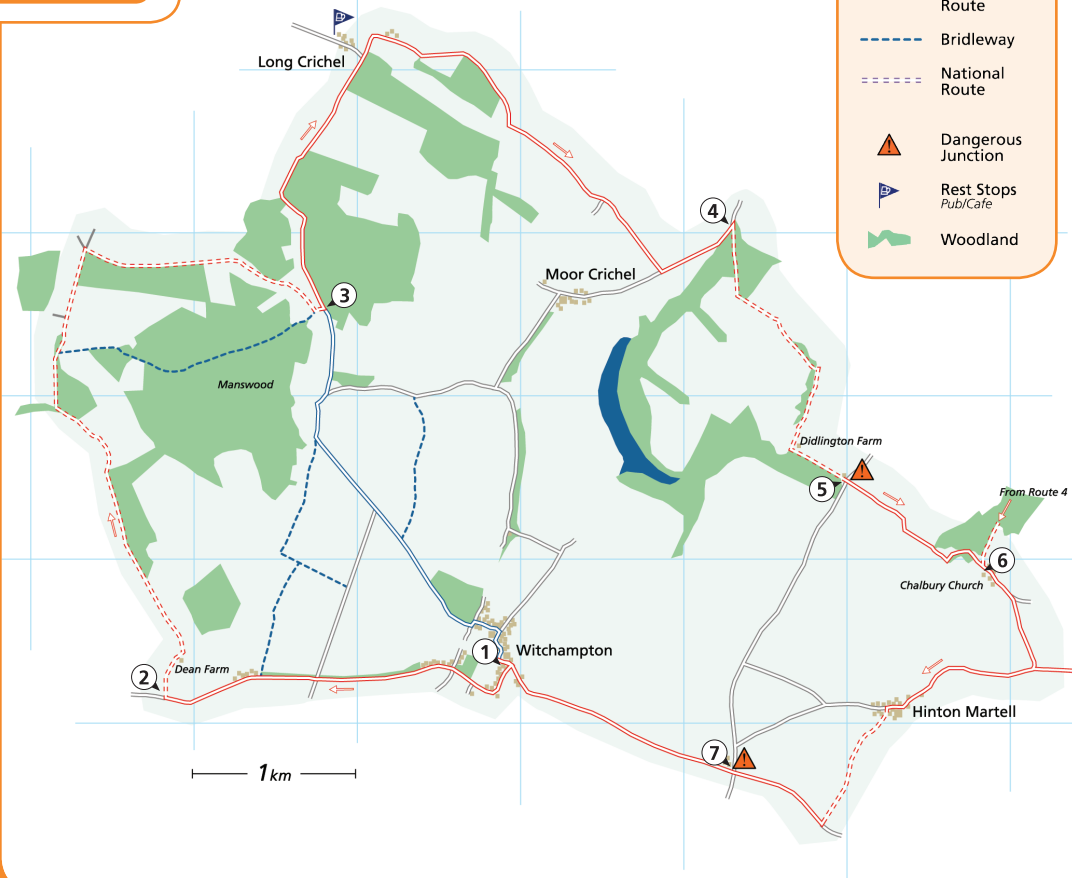 Route
Bridleway
National
Route
Dangerous
Junction
Rest Stops
Pub/Cafe
Woodland
Long Crichel
4
Moor Crichel
3
Manswood
Didlington Farm
5
From Route 4
6
Chalbury Church
1
Witchampton
2
Dean Farm
Hinton Martell
7
1km